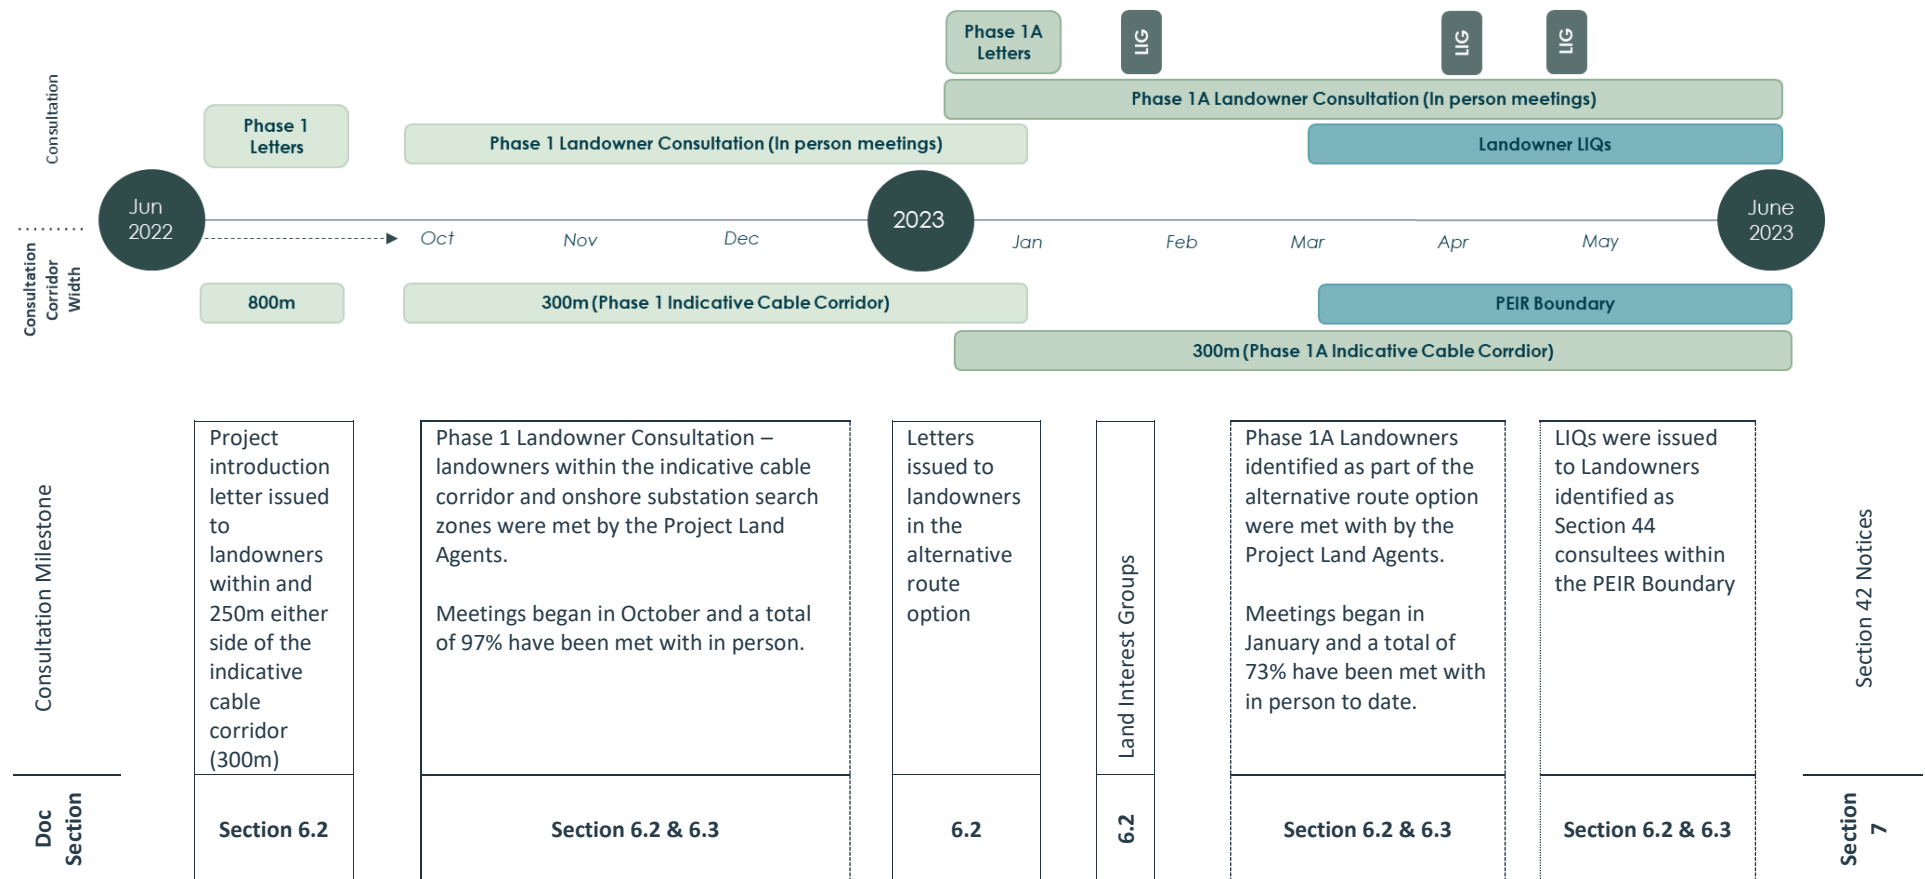 Consultation
Phase 1
Letters
Phase 1A
Letters
LIG
LIG
LIG
Phase 1A Landowner Consultation (In person meetings)
Phase 1 Landowner Consultation (In person meetings)
Landowner LIQs
Jun
2022
2023
June
2023
Oct
Nov
Dec
Jan
Feb
Mar
Apr
May
Consultation
Corridor
Width
800m
300m (Phase 1 Indicative Cable Corridor)
PEIR Boundary
300m (Phase 1A Indicative Cable Corrdior)
Consultation Milestone
Project
introduction
letter issued
to
landowners
within and
250m either
side of the
indicative
cable
corridor
(300m)
Phase 1 Landowner Consultation –
landowners within the indicative cable
corridor and onshore substation search
zones were met by the Project Land
Agents.
Meetings began in October and a total
of 97% have been met with in person.
Letters
issued to
landowners
in the
alternative
route
option
Land Interest Groups
Phase 1A Landowners
identified as part of the
alternative route option
were met with by the
Project Land Agents.
Meetings began in
January and a total of
73% have been met with
in person to date.
LIQs were issued
to Landowners
identified as
Section 44
consultees within
the PEIR Boundary
Section 42 Notices
Doc
Section
Section 6.2
Section 6.2 & 6.3
6.2
6.2
Section 6.2 & 6.3
Section 6.2 & 6.3
Section
7